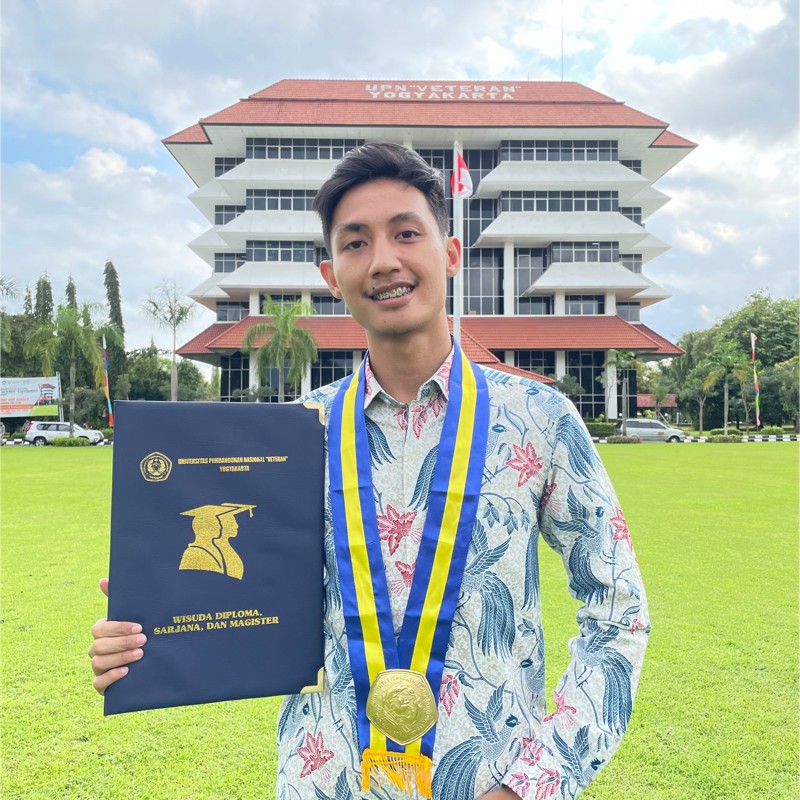 UPN "VETERAN"
YOGYAKARTA
UNIVERSITAS PEMBANGUNAN NASIONAL "VETERAN"
YOGYAKARTA
WISUDA DIPLOMA,
SARJANA, DAN MAGISTER